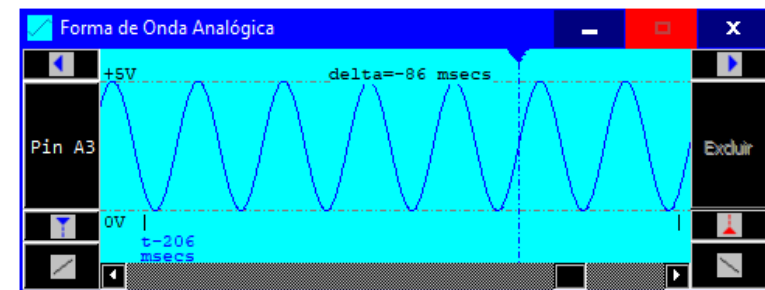 Forma de Onda Analógica
+5V
delta=-86 msecs
Pin A3
Excluir
0V
t-206
msecs